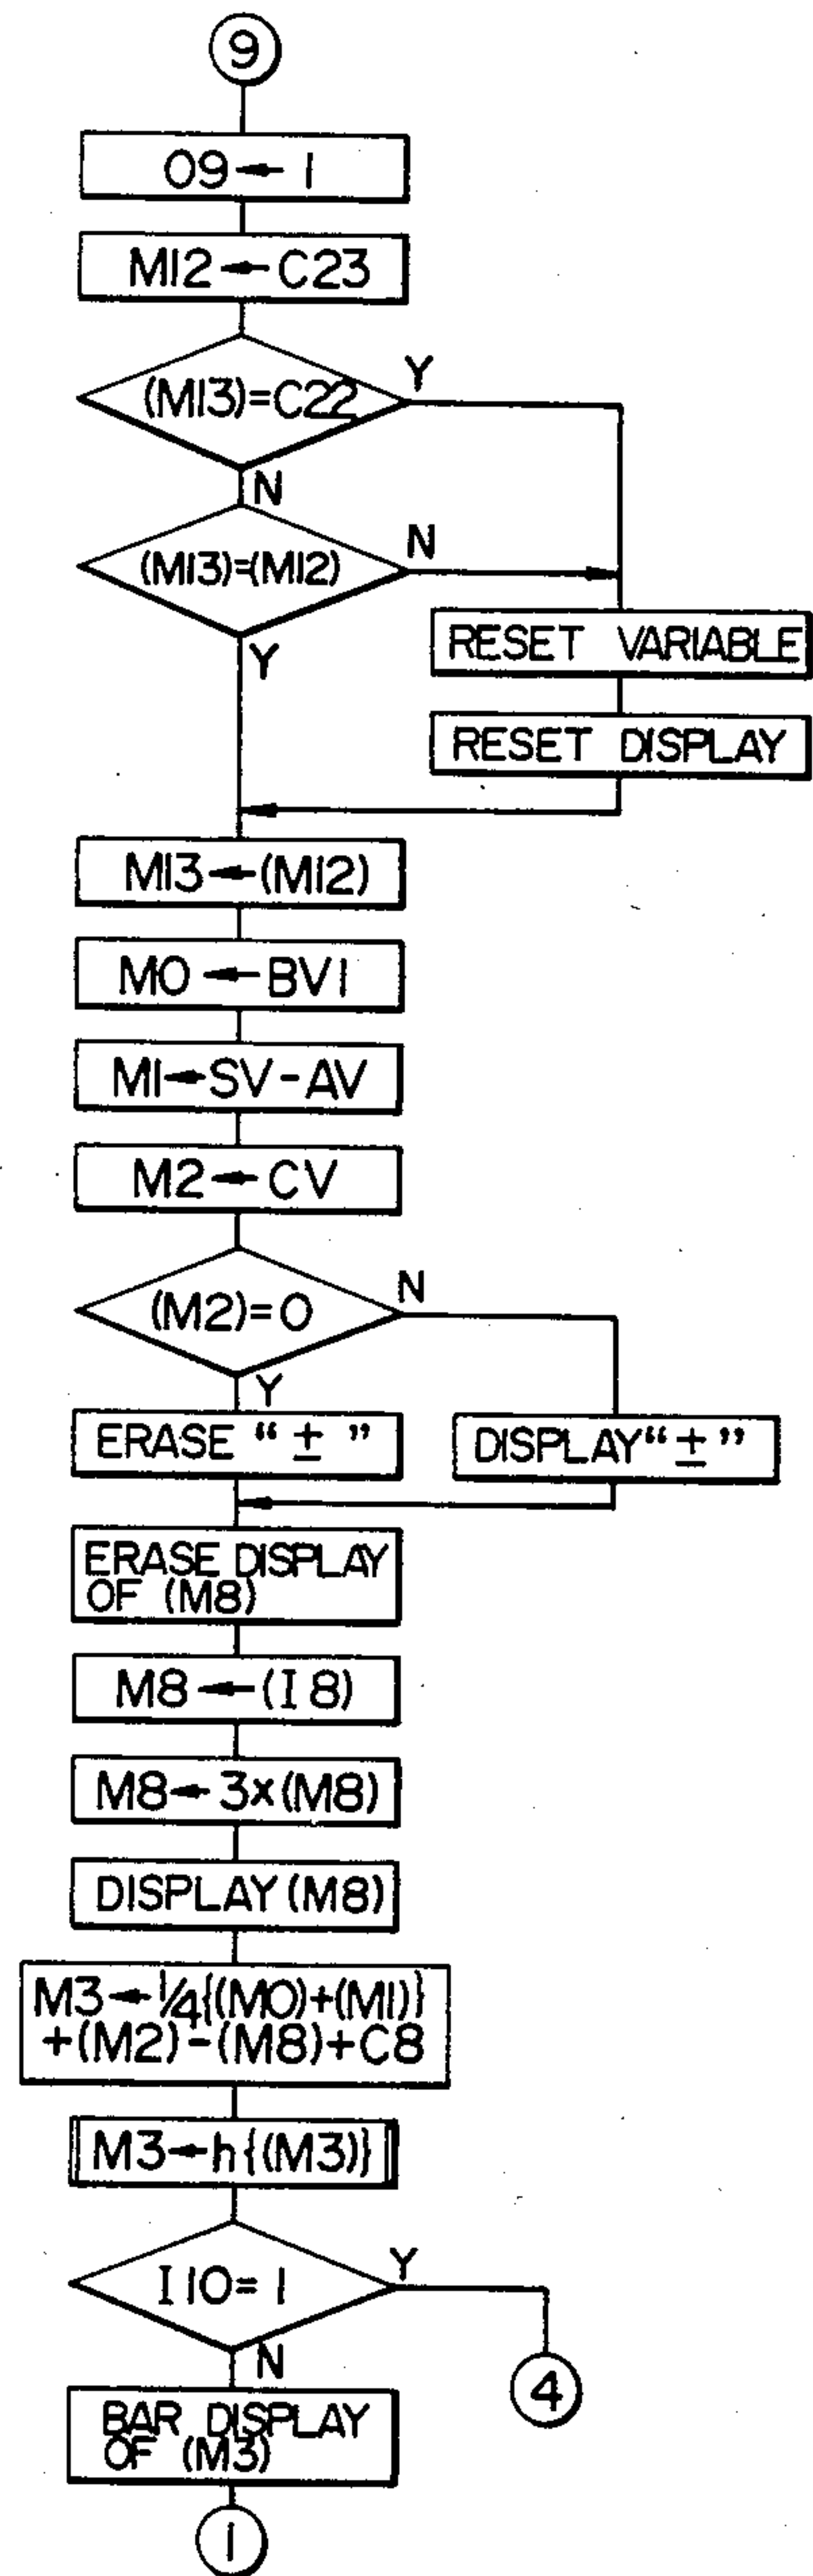 9
O9←1
M12←C23
(M13)=C22
Y
N
(M13)=(M12)
N
Y
RESET VARIABLE
RESET DISPLAY
M13←(M12)
M0←BV1
M1←SV-AV
M2←CV
(M2)=0
N
Y
ERASE “ ± ”
DISPLAY“ ± ”
ERASE DISPLAY
OF (M8)
M8←(I8)
M8←3x(M8)
DISPLAY(M8)
M3←¼{(M0)+(M1)}
+(M2)-(M8)+C8
M3←h{(M3)}
I10=1
Y
N
4
BAR DISPLAY
OF (M3)
1